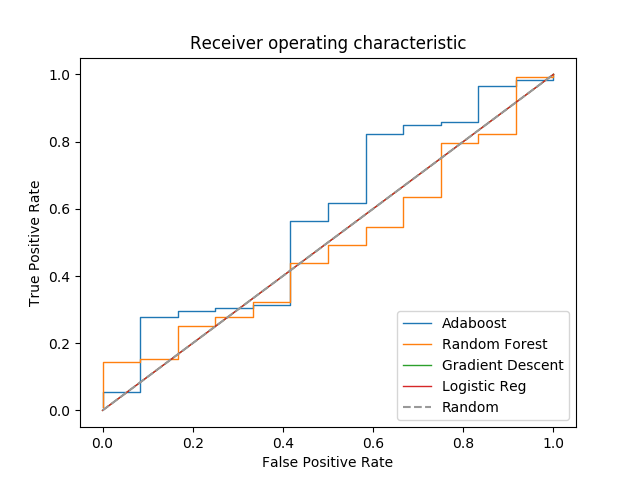 Receiver operating characteristic
1.0
0.8
0.6
0.4
0.2
0.0
True Positive Rate
Adaboost
Random Forest
Gradient Descent
Logistic Reg
Random
0.0 0.2 0.4 0.6 0.8 1.0
False Positive Rate